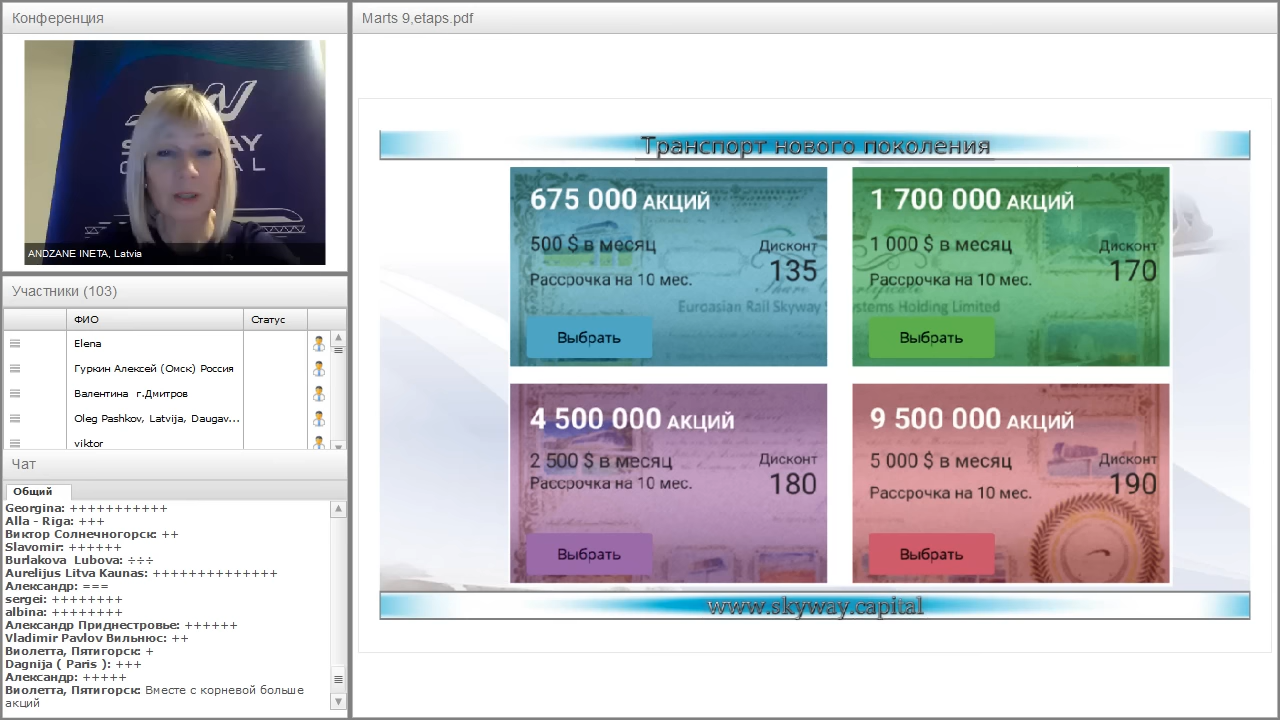 Конференция
ANDZANE INETA, Latvia
Участники (103)
ФИО Статус
Elena
Гуркин Алексей (Омск) Россия
Валентина г.Дмитров
Oleg Pashkov, Latvija, Daugav...
viktor
Чат
Общий
Georgina: +++++++++++
Alla - Riga: +++
Виктор Солнечногорск: ++
Slavomir: ++++++
Burlakova Lubova: ÷÷÷
Aurelijus Litva Kaunas: ++++++++++++++
Александр: ===
sergei: ++++++++
albina: ++++++++
Александр Приднестровье: ++++++
Vladimir Pavlov Вильнюс: ++
Виолетта, Пятигорск: +
Dagnija ( Paris ): +++
Александр: +++++
Виолетта, Пятигорск: Вместе с корневой больше
акций
Marts 9,etaps.pdf
Транспорт нового поколения
675 000 АКЦИЙ
500 $ в месяц
Дисконт
135
Рассрочка на 10 мес.
Euroasian Rail Skyway
Выбрать
1 700 000 АКЦИЙ
1 000 $ в месяц
Дисконт
170
Рассрочка на 10 мес.
stems Holding Limited
Выбрать
4 500 000 АКЦИЙ
2 500 $ в месяц
Дисконт
180
Рассрочка на 10 мес.
Выбрать
9 500 000 АКЦИЙ
5 000 $ в месяц
Дисконт
190
Рассрочка на 10 мес.
Выбрать
www.skyway.capital